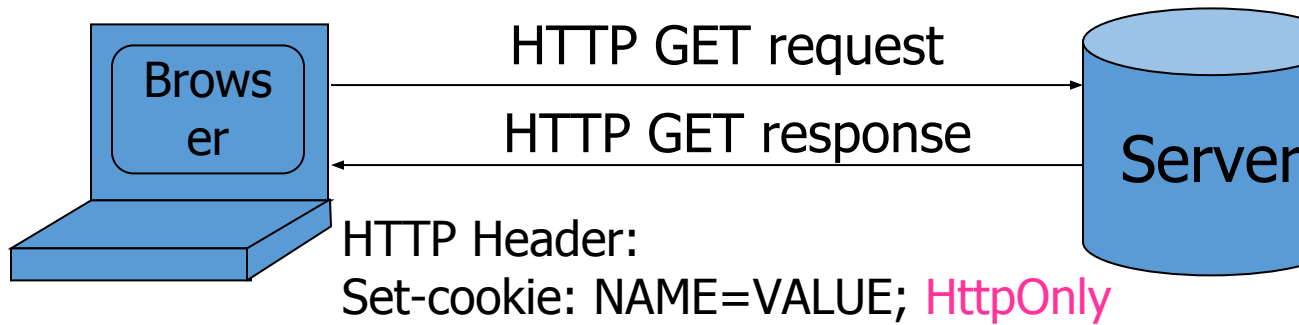 HTTP GET request
Brows
er
HTTP GET response
Server
HTTP Header:
Set-cookie: NAME=VALUE; HttpOnly